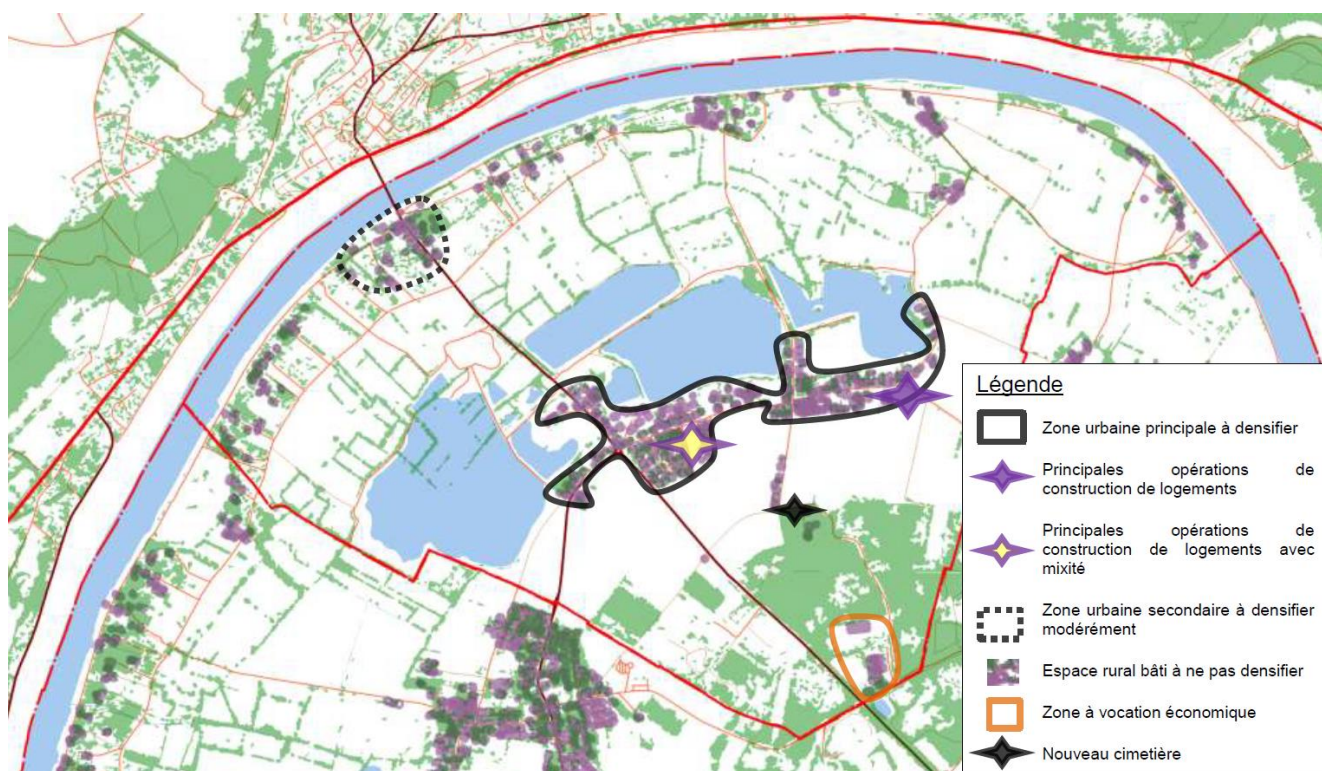 Légende
Zone urbaine principale à densifier
Principales opérations de
construction de logements
Principales opérations de
construction de logements avec
mixité
Zone urbaine secondaire à densifier
modérément
Espace rural bâti à ne pas densifier
Zone à vocation économique
Nouveau cimetière